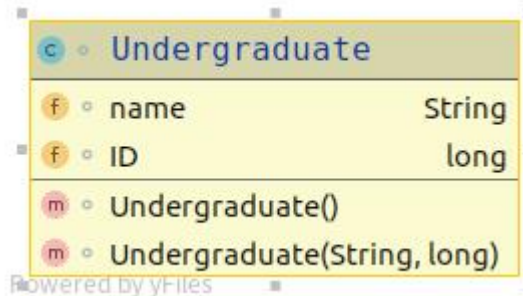 c Undergraduate
f name String
f ID long
m Undergraduate()
m Undergraduate(String, long)
Powered by yFiles